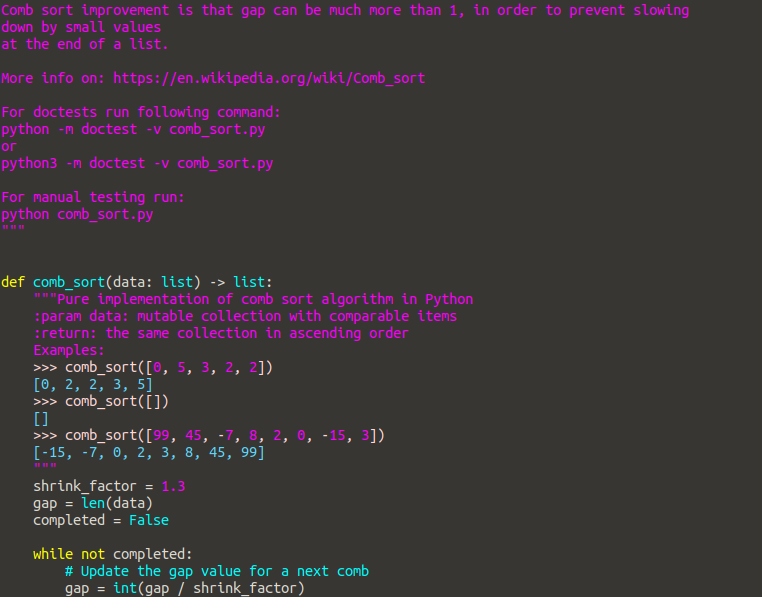 Comb sort improvement is that gap can be much more than 1, in order to prevent slowing
down by small values
at the end of a list.

More info on: https://en.wikipedia.org/wiki/Comb_sort

For doctests run following command:
python -m doctest -v comb_sort.py
or
python3 -m doctest -v comb_sort.py

For manual testing run:
python comb_sort.py
"""


def comb_sort(data: list) -> list:
    """Pure implementation of comb sort algorithm in Python
    :param data: mutable collection with comparable items
    :return: the same collection in ascending order
    Examples:
    >>> comb_sort([0, 5, 3, 2, 2])
    [0, 2, 2, 3, 5]
    >>> comb_sort([])
    []
    >>> comb_sort([99, 45, -7, 8, 2, 0, -15, 3])
    [-15, -7, 0, 2, 3, 8, 45, 99]
    """
    shrink_factor = 1.3
    gap = len(data)
    completed = False

    while not completed:
        # Update the gap value for a next comb
        gap = int(gap / shrink_factor)